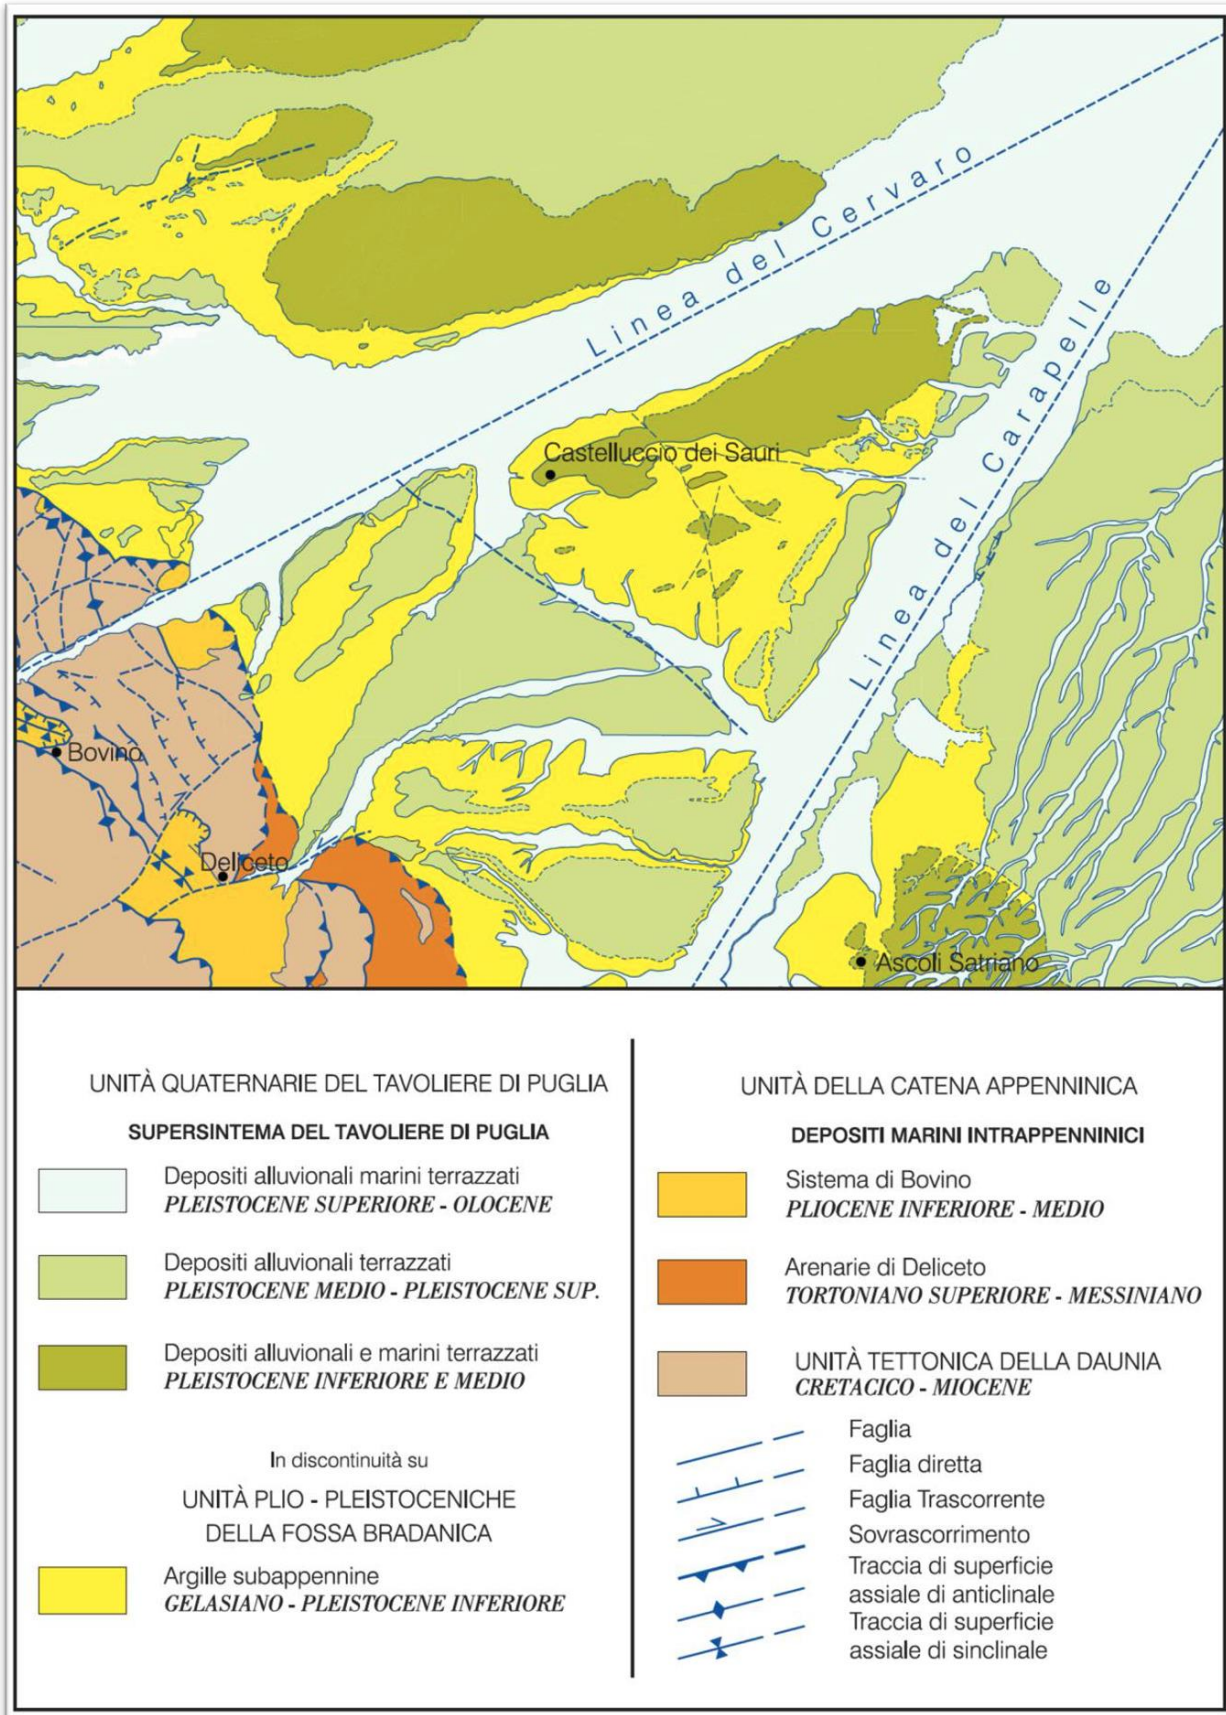 Linea del Cervaro
Linea del Carapelle
Castelluccio dei Sauri
Bovino
Deliceto
Ascoli Satriano
UNITÀ QUATERNARIE DEL TAVOLIERE DI PUGLIA
SUPERSINTEMA DEL TAVOLIERE DI PUGLIA
Depositi alluvionali marini terrazzati
PLEISTOCENE SUPERIORE - OLOCENE
Depositi alluvionali terrazzati
PLEISTOCENE MEDIO - PLEISTOCENE SUP.
Depositi alluvionali e marini terrazzati
PLEISTOCENE INFERIORE E MEDIO
In discontinuità su
UNITÀ PLIO - PLEISTOCENICHE
DELLA FOSSA BRADANICA
Argille subappennine
GELASIANO - PLEISTOCENE INFERIORE
UNITÀ DELLA CATENA APPENNINICA
DEPOSITI MARINI INTRAPPENNINICI
Sistema di Bovino
PLIOCENE INFERIORE - MEDIO
Arenarie di Deliceto
TORTONIANO SUPERIORE - MESSINIANO
UNITÀ TETTONICA DELLA DAUNIA
CRETACICO - MIOCENE
Faglia
Faglia diretta
Faglia Trascorrente
Sovrascorrimento
Traccia di superficie
assiale di anticlinale
Traccia di superficie
assiale di sinclinale